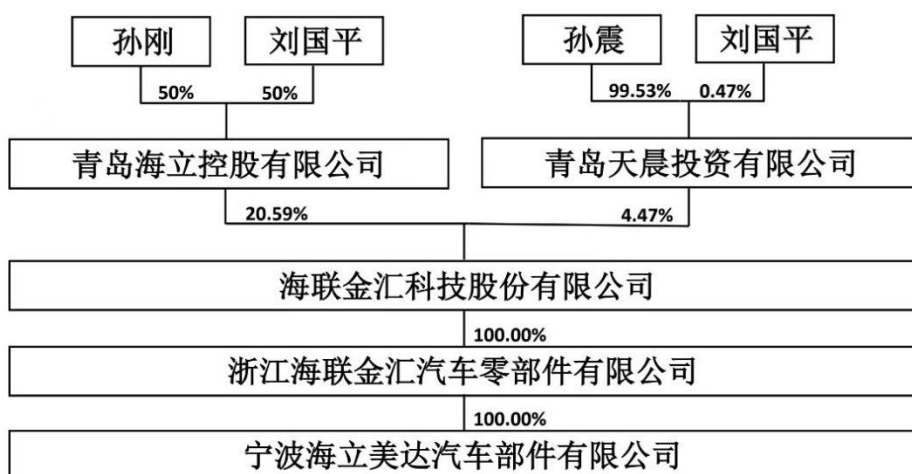 孙刚
刘国平
孙震
刘国平
50%
50%
99.53%
0.47%
青岛海立控股有限公司
青岛天晨投资有限公司
20.59%
4.47%
海联金汇科技股份有限公司
100.00%
浙江海联金汇汽车零部件有限公司
100.00%
宁波海立美达汽车部件有限公司